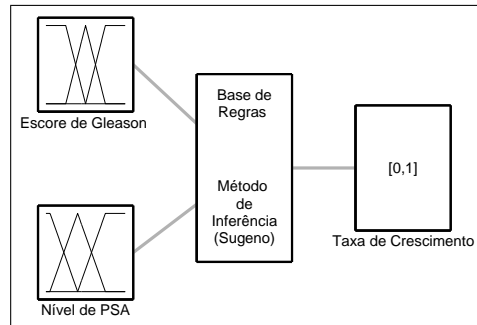 Escore de Gleason
Nível de PSA
Base de
Regras
Método
de
Inferência
(Sugeno)
[0,1]
Taxa de Crescimento